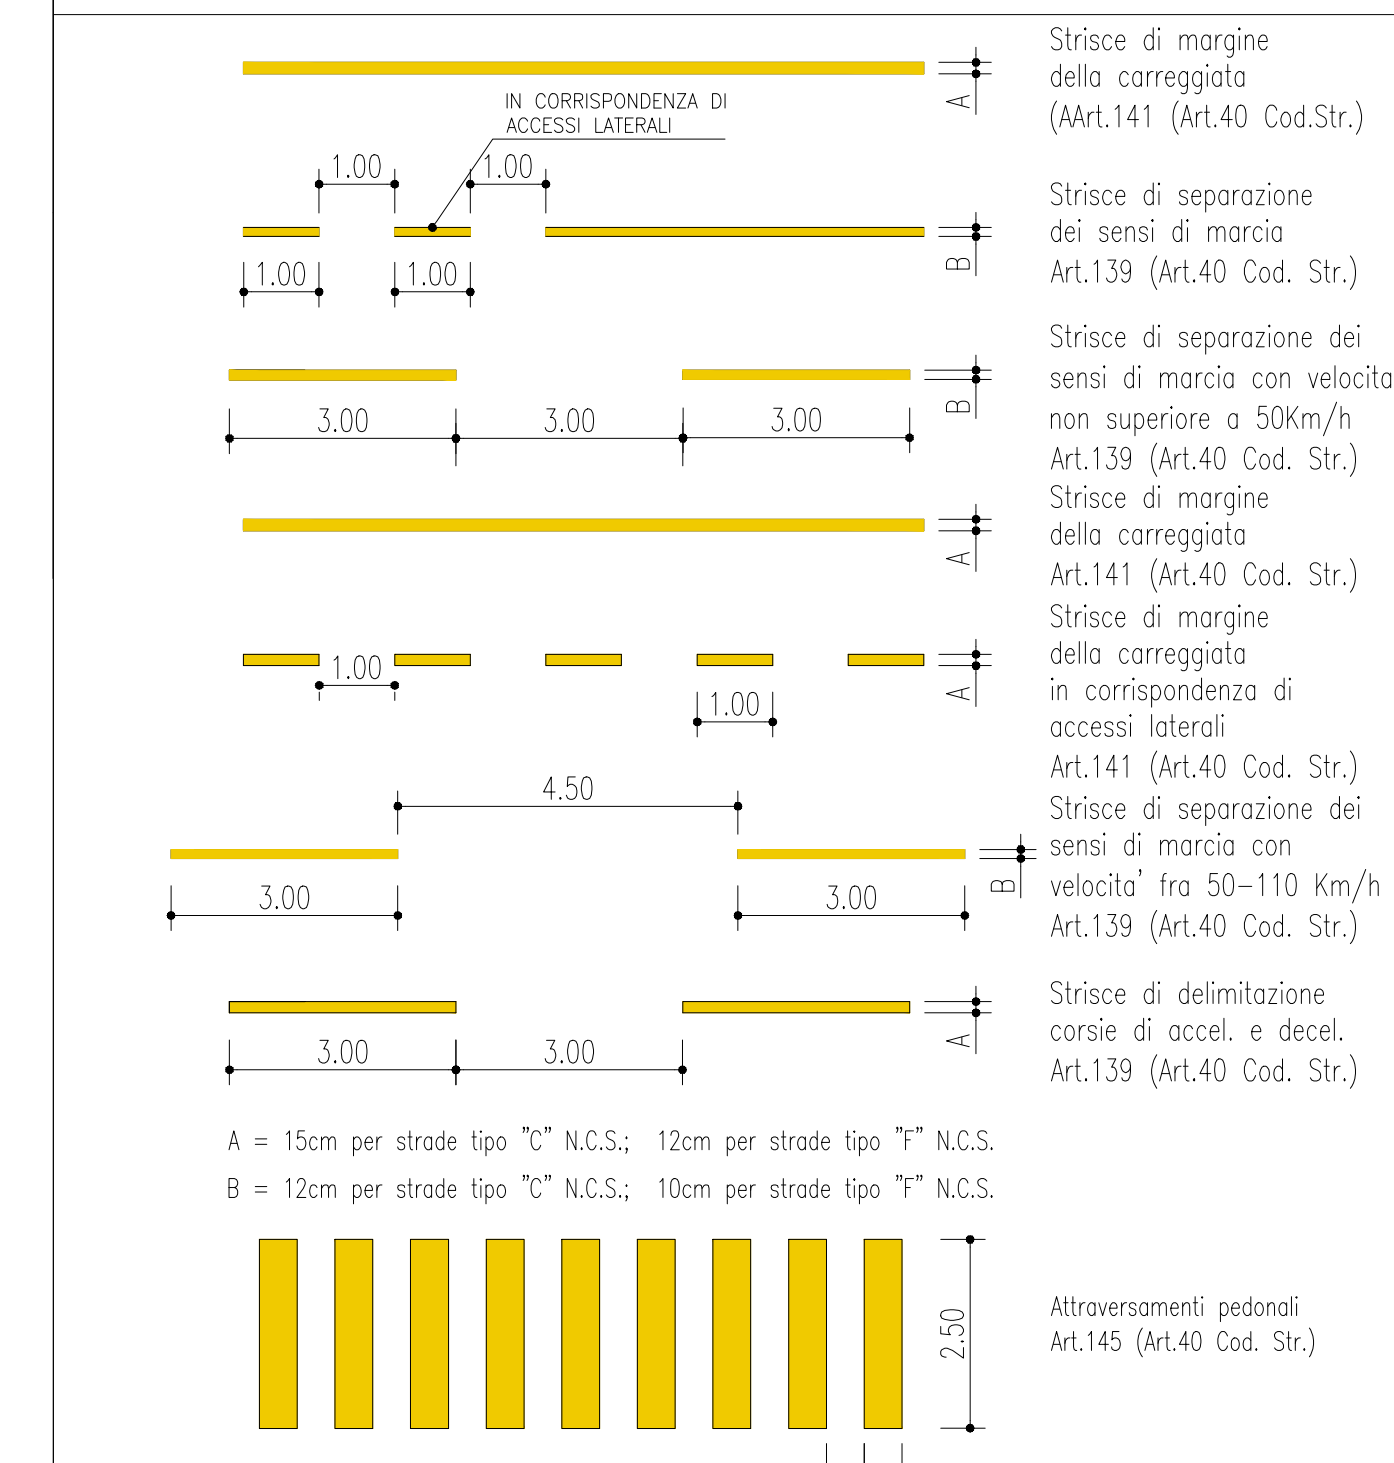 Strisce di margine
della carreggiata
(AArt.141 (Art.40 Cod.Str.)
A
IN CORRISPONDENZA DI
ACCESSI LATERALI
1.00
1.00
1.00
1.00
B
Strisce di separazione
dei sensi di marcia
Art.139 (Art.40 Cod. Str.)
3.00
3.00
3.00
B
Strisce di separazione dei
sensi di marcia con velocita
non superiore a 50Km/h
Art.139 (Art.40 Cod. Str.)
A
Strisce di margine
della carreggiata
Art.141 (Art.40 Cod. Str.)
1.00
1.00
A
Strisce di margine
della carreggiata
in corrispondenza di
accessi laterali
Art.141 (Art.40 Cod. Str.)
4.50
3.00
3.00
B
Strisce di separazione dei
sensi di marcia con
velocita' fra 50-110 Km/h
Art.139 (Art.40 Cod. Str.)
3.00
3.00
A
Strisce di delimitazione
corsie di accel. e decel.
Art.139 (Art.40 Cod. Str.)
A = 15cm per strade tipo "C" N.C.S.; 12cm per strade tipo "F" N.C.S.
B = 12cm per strade tipo "C" N.C.S.; 10cm per strade tipo "F" N.C.S.
2.50
Attraversamenti pedonali
Art.145 (Art.40 Cod. Str.)